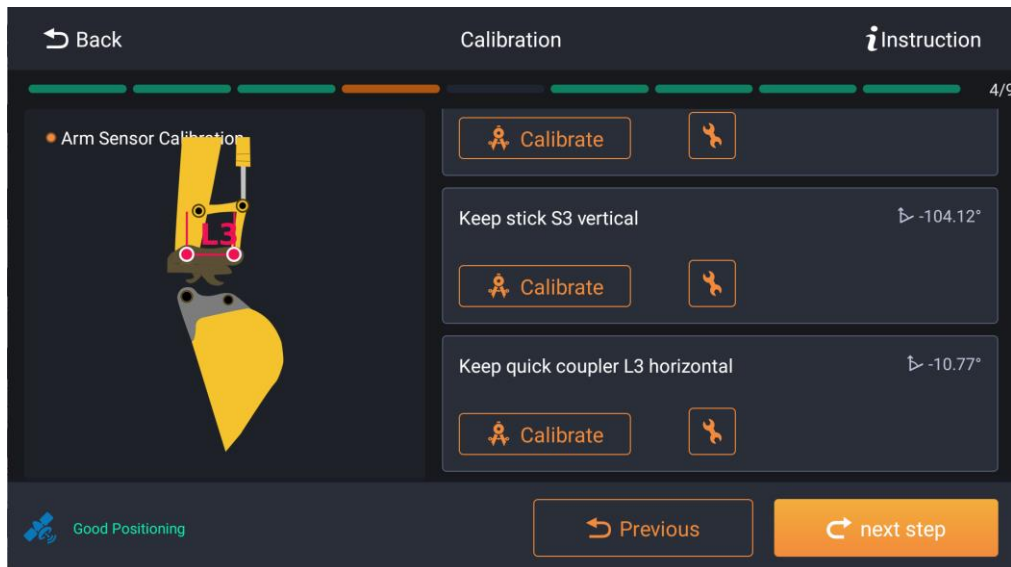 Back
Calibration
Instruction
4/9
Arm Sensor Calibration
L3
Calibrate
Keep stick S3 vertical
-104.12°
Calibrate
Keep quick coupler L3 horizontal
-10.77°
Calibrate
Good Positioning
Previous
next step